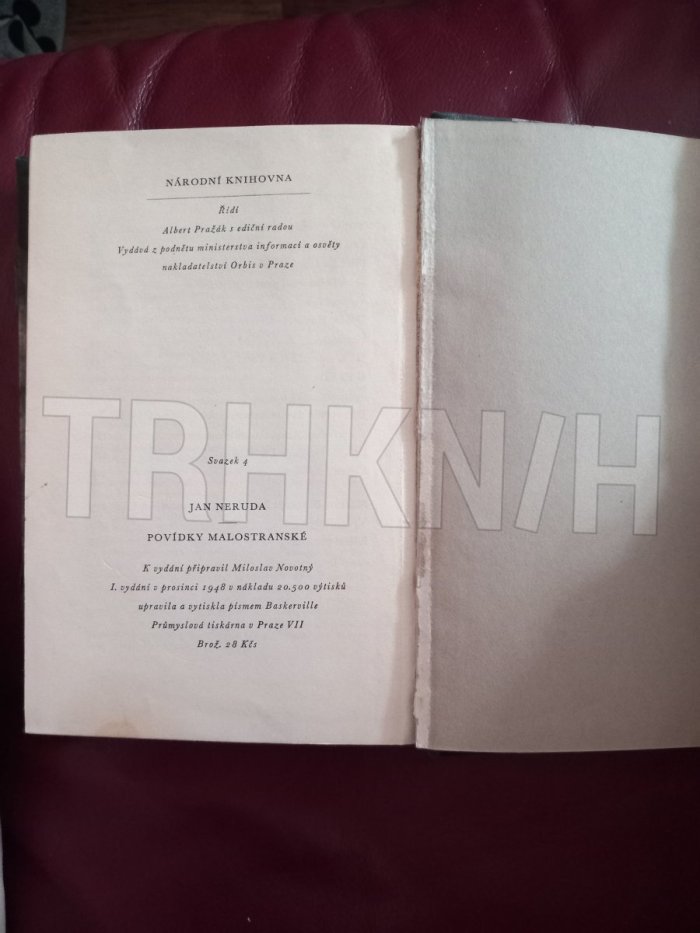 NÁRODNÍ KNIHOVNA
Řídí
Albert Pražák s ediční radou
Vydává z podnětu ministerstva informací a osvěty
nakladatelství Orbis v Praze
TRHKN/H
Svazek 4
JAN NERUDA
POVÍDKY MALOSTRANSKÉ
K vydání připravil Miloslav Novotný
I. vydání v prosinci 1948 v nákladu 20.500 výtisků
upravila a vytiskla písmem Baskerville
Průmyslová tiskárna v Praze VII
Brož. 28 Kčs